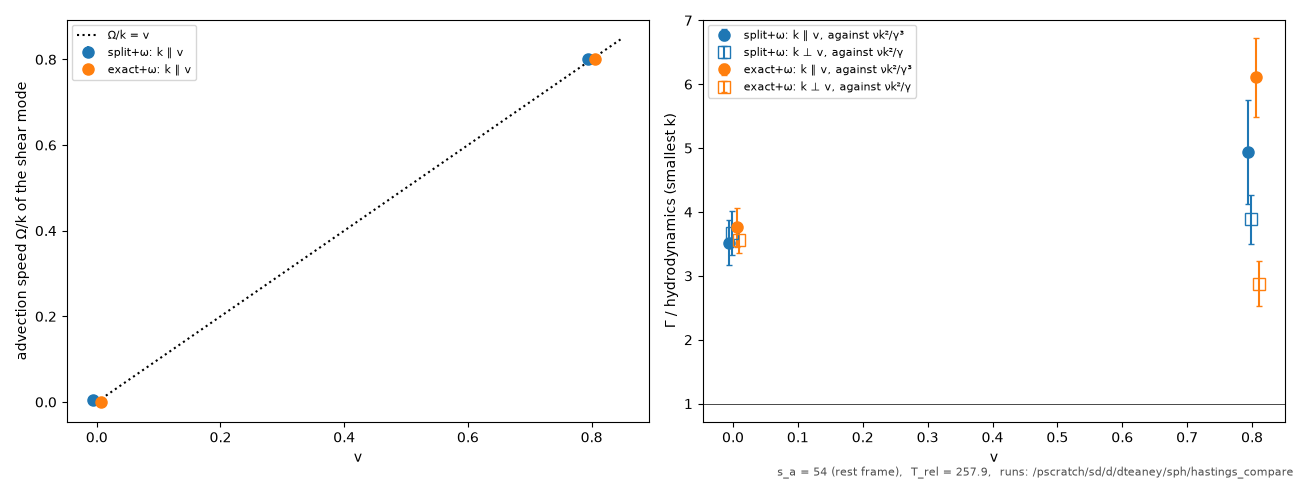 Ω/k = v
split+ω: k ∥ v
exact+ω: k ∥ v
0.8
0.6
0.4
0.2
0.0
advection speed Ω/k of the shear mode
0.0
0.2
0.4
0.6
0.8
v
split+ω: k ∥ v, against νk²/γ³
split+ω: k ⊥ v, against νk²/γ
exact+ω: k ∥ v, against νk²/γ³
exact+ω: k ⊥ v, against νk²/γ
7
6
5
4
3
2
1
Γ / hydrodynamics (smallest k)
0.0
0.1
0.2
0.3
0.4
0.5
0.6
0.7
0.8
v
s_a = 54 (rest frame), T_rel = 257.9, runs: /pscratch/sd/d/dteaney/sph/hastings_compare